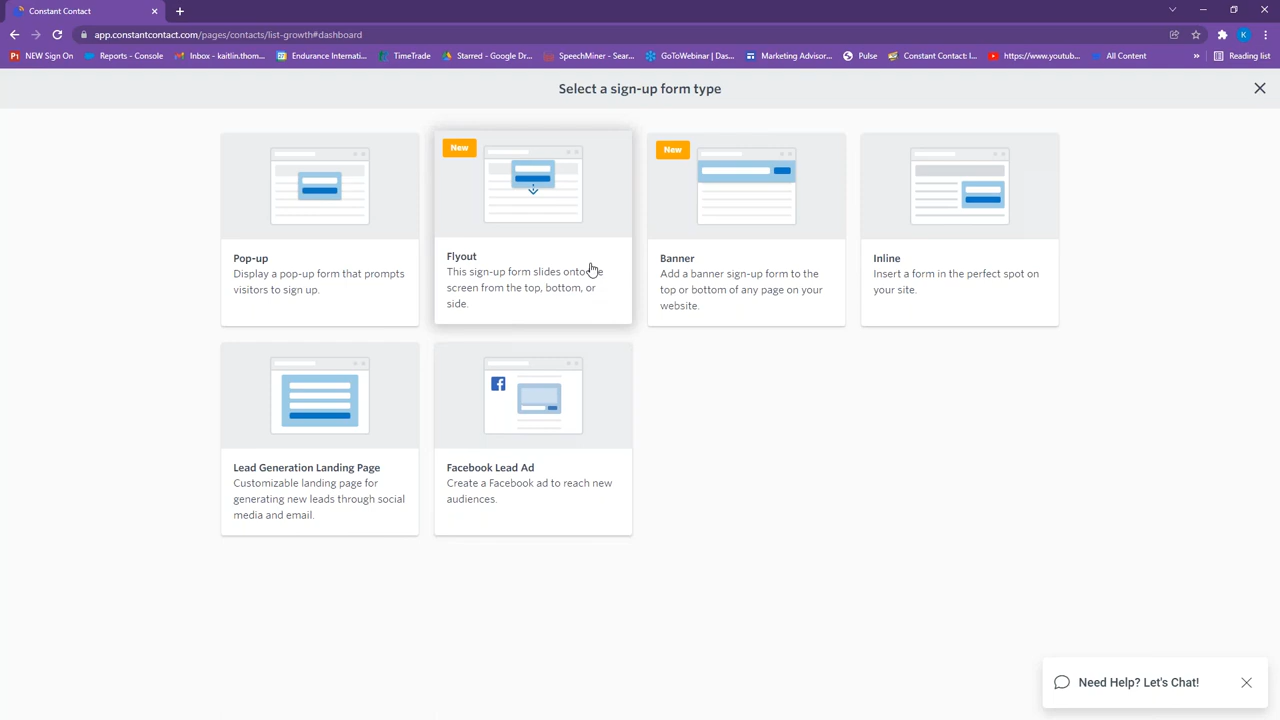 Constant Contact
app.constantcontact.com/pages/contacts/list-growth#dashboard
K
NEW Sign On
Reports - Console
Inbox - kaitlin.thom...
Endurance Internati...
TimeTrade
Starred - Google Dr...
SpeechMiner - Sear...
GoToWebinar | Das...
Marketing Advisor...
Pulse
Constant Contact: I...
https://www.youtub...
All Content
»
Reading list
Select a sign-up form type
New
New
Pop-up
Display a pop-up form that prompts
visitors to sign up.
Flyout
This sign-up form slides onto
screen from the top, bottom, or
side.
Banner
Add a banner sign-up form to the
top or bottom of any page on your
website.
Inline
Insert a form in the perfect spot on
your site.
Lead Generation Landing Page
Customizable landing page for
generating new leads through social
media and email.
Facebook Lead Ad
Create a Facebook ad to reach new
audiences.
Need Help? Let's Chat!